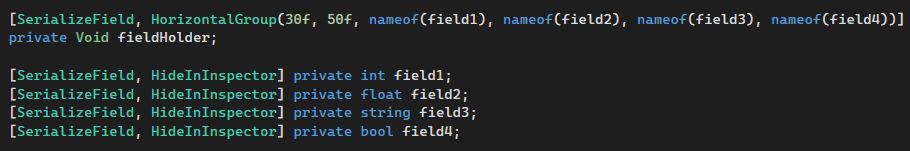 [SerializeField, HorizontalGroup(30f, 50f, nameof(field1), nameof(field2), nameof(field3), nameof(field4))]
private Void fieldHolder;
[SerializeField, HideInInspector] private int field1;
[SerializeField, HideInInspector] private float field2;
[SerializeField, HideInInspector] private string field3;
[SerializeField, HideInInspector] private bool field4;